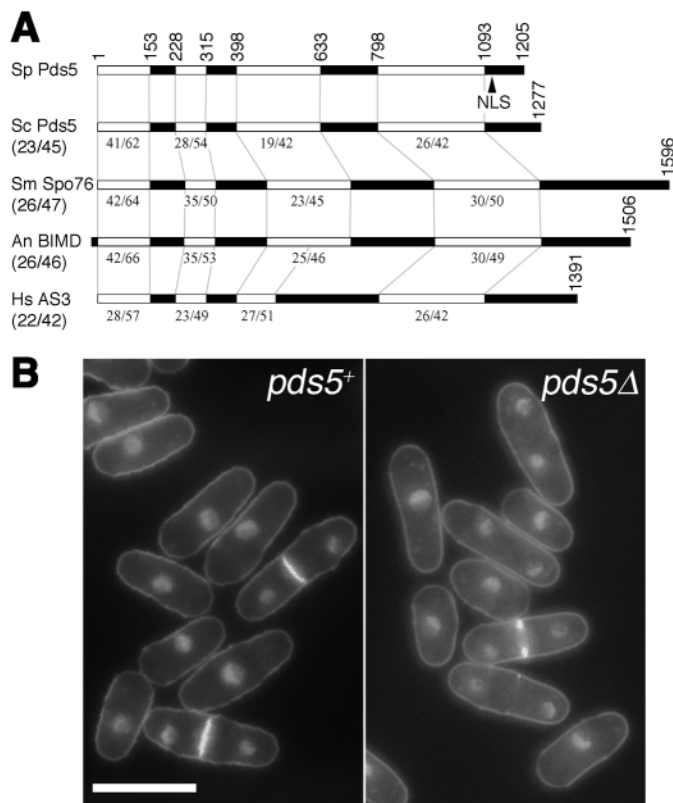 A
1 153 228 315 398 633 798 1093 1205
Sp Pds5
NLS
1277
Sc Pds5
(23/45)
41/62 28/54 19/42 26/42
1596
Sm Spo76
(26/47)
42/64 35/50 23/45 30/50
1506
An BIMD
(26/46)
42/66 35/53 25/46 30/49
1391
Hs AS3
(22/42)
28/57 23/49 27/51 26/42
B
pds5+ pds5Δ